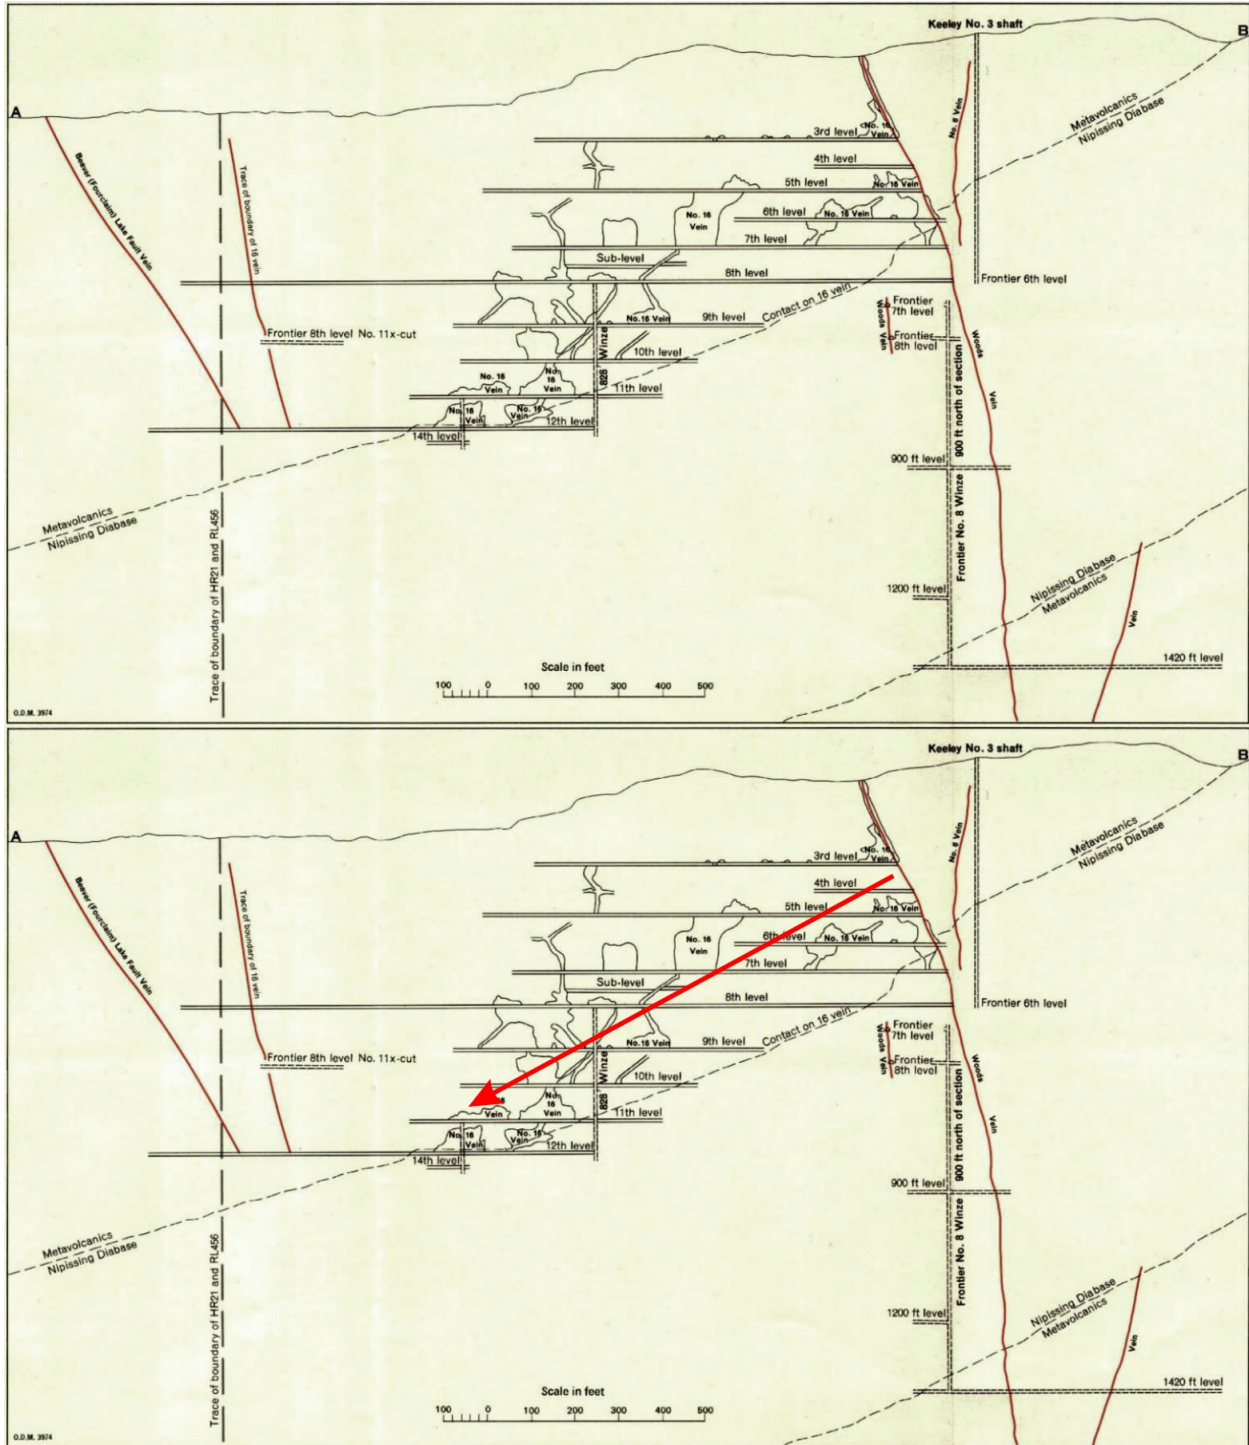 Keeley No. 3 shaft
A
B
No. 16
Vein
3rd level
4th level
5th level
No. 16 Vein
No. 6 Vein
Metavolcanics
Nipissing Diabase
Beaver (Fourclaim) Lake Fault Vein
Trace of boundary of 16 vein
No. 16
Vein
6th level
No. 16 Vein
7th level
Sub-level
8th level
Frontier 6th level
Contact on 16 vein
Frontier
7th level
Woods Vein
Frontier
8th level
Frontier 8th level No. 11x-cut
No.16 Vein
9th level
828 Winze
10th level
No. 16
Vein
No.
16
Vein
11th level
No. 16
Vein
No. 16
Vein
12th level
14th level
Woods Vein
900 ft north of section
Frontier No. 8 Winze
900 ft level
1200 ft level
Metavolcanics
Nipissing Diabase
Trace of boundary of HR21 and RL456
Nipissing Diabase
Metavolcanics
Vein
1420 ft level
Scale in feet
100 0 100 200 300 400 500
O.D.M. 3974
Keeley No. 3 shaft
A
B
No. 16
Vein
3rd level
4th level
5th level
No. 16 Vein
No. 6 Vein
Metavolcanics
Nipissing Diabase
Beaver (Fourclaim) Lake Fault Vein
Trace of boundary of 16 vein
No. 16
Vein
6th level
No. 16 Vein
7th level
Sub-level
8th level
Frontier 6th level
Contact on 16 vein
Frontier
7th level
Woods Vein
Frontier
8th level
Frontier 8th level No. 11x-cut
No.16 Vein
9th level
828 Winze
10th level
16
Vein
No.
16
Vein
11th level
No. 16
Vein
No. 16
Vein
12th level
14th level
Woods Vein
900 ft north of section
Frontier No. 8 Winze
900 ft level
1200 ft level
Metavolcanics
Nipissing Diabase
Trace of boundary of HR21 and RL456
Nipissing Diabase
Metavolcanics
Vein
1420 ft level
Scale in feet
100 0 100 200 300 400 500
O.D.M. 3974